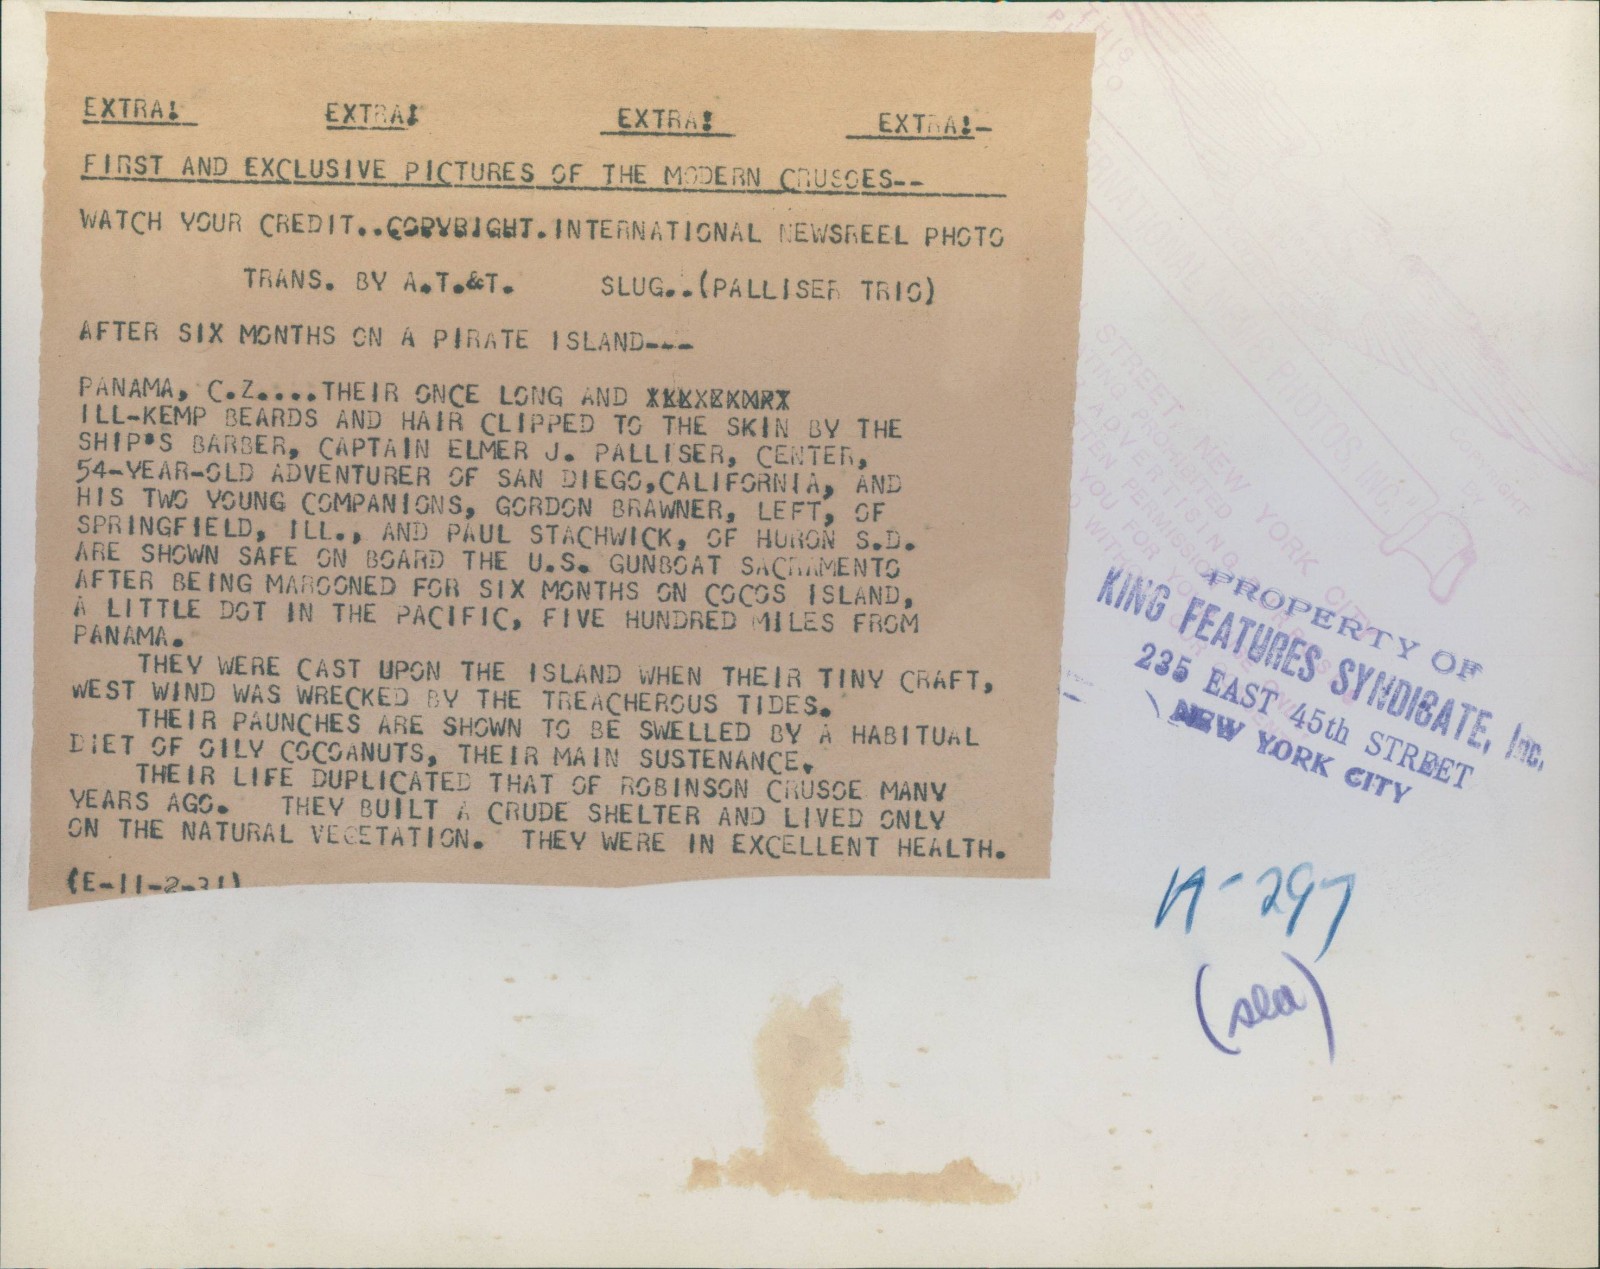 EXTRA! EXTRA! EXTRA! EXTRA!-
FIRST AND EXCLUSIVE PICTURES OF THE MODERN CRUSOES--
WATCH YOUR CREDIT..COPYRIGHT.INTERNATIONAL NEWSREEL PHOTO
TRANS. BY A.T.&T. SLUG..(PALLISER TRIO)
AFTER SIX MONTHS ON A PIRATE ISLAND---
PANAMA, C.Z....THEIR ONCE LONG AND
ILL-KEMP BEARDS AND HAIR CLIPPED TO THE SKIN BY THE
SHIP'S BARBER, CAPTAIN ELMER J. PALLISER, CENTER,
54-YEAR-OLD ADVENTURER OF SAN DIEGO,CALIFORNIA, AND
HIS TWO YOUNG COMPANIONS, GORDON BRAWNER, LEFT, OF
SPRINGFIELD, ILL., AND PAUL STACHWICK, OF HURON S.D.
ARE SHOWN SAFE ON BOARD THE U.S. GUNBOAT SACRAMENTO
AFTER BEING MAROONED FOR SIX MONTHS ON COCOS ISLAND,
A LITTLE DOT IN THE PACIFIC, FIVE HUNDRED MILES FROM
PANAMA.
THEY WERE CAST UPON THE ISLAND WHEN THEIR TINY CRAFT,
WEST WIND WAS WRECKED BY THE TREACHEROUS TIDES.
THEIR PAUNCHES ARE SHOWN TO BE SWELLED BY A HABITUAL
DIET OF OILY COCOANUTS, THEIR MAIN SUSTENANCE.
THEIR LIFE DUPLICATED THAT OF ROBINSON CRUSOE MANY
YEARS AGO. THEY BUILT A CRUDE SHELTER AND LIVED ONLY
ON THE NATURAL VEGETATION. THEY WERE IN EXCELLENT HEALTH.
(E-11-2-31)
PROPERTY OF
KING FEATURES SYNDICATE, Inc.
235 EAST 45th STREET
NEW YORK CITY
STREET, NEW YORK CITY
A-297
(sea)